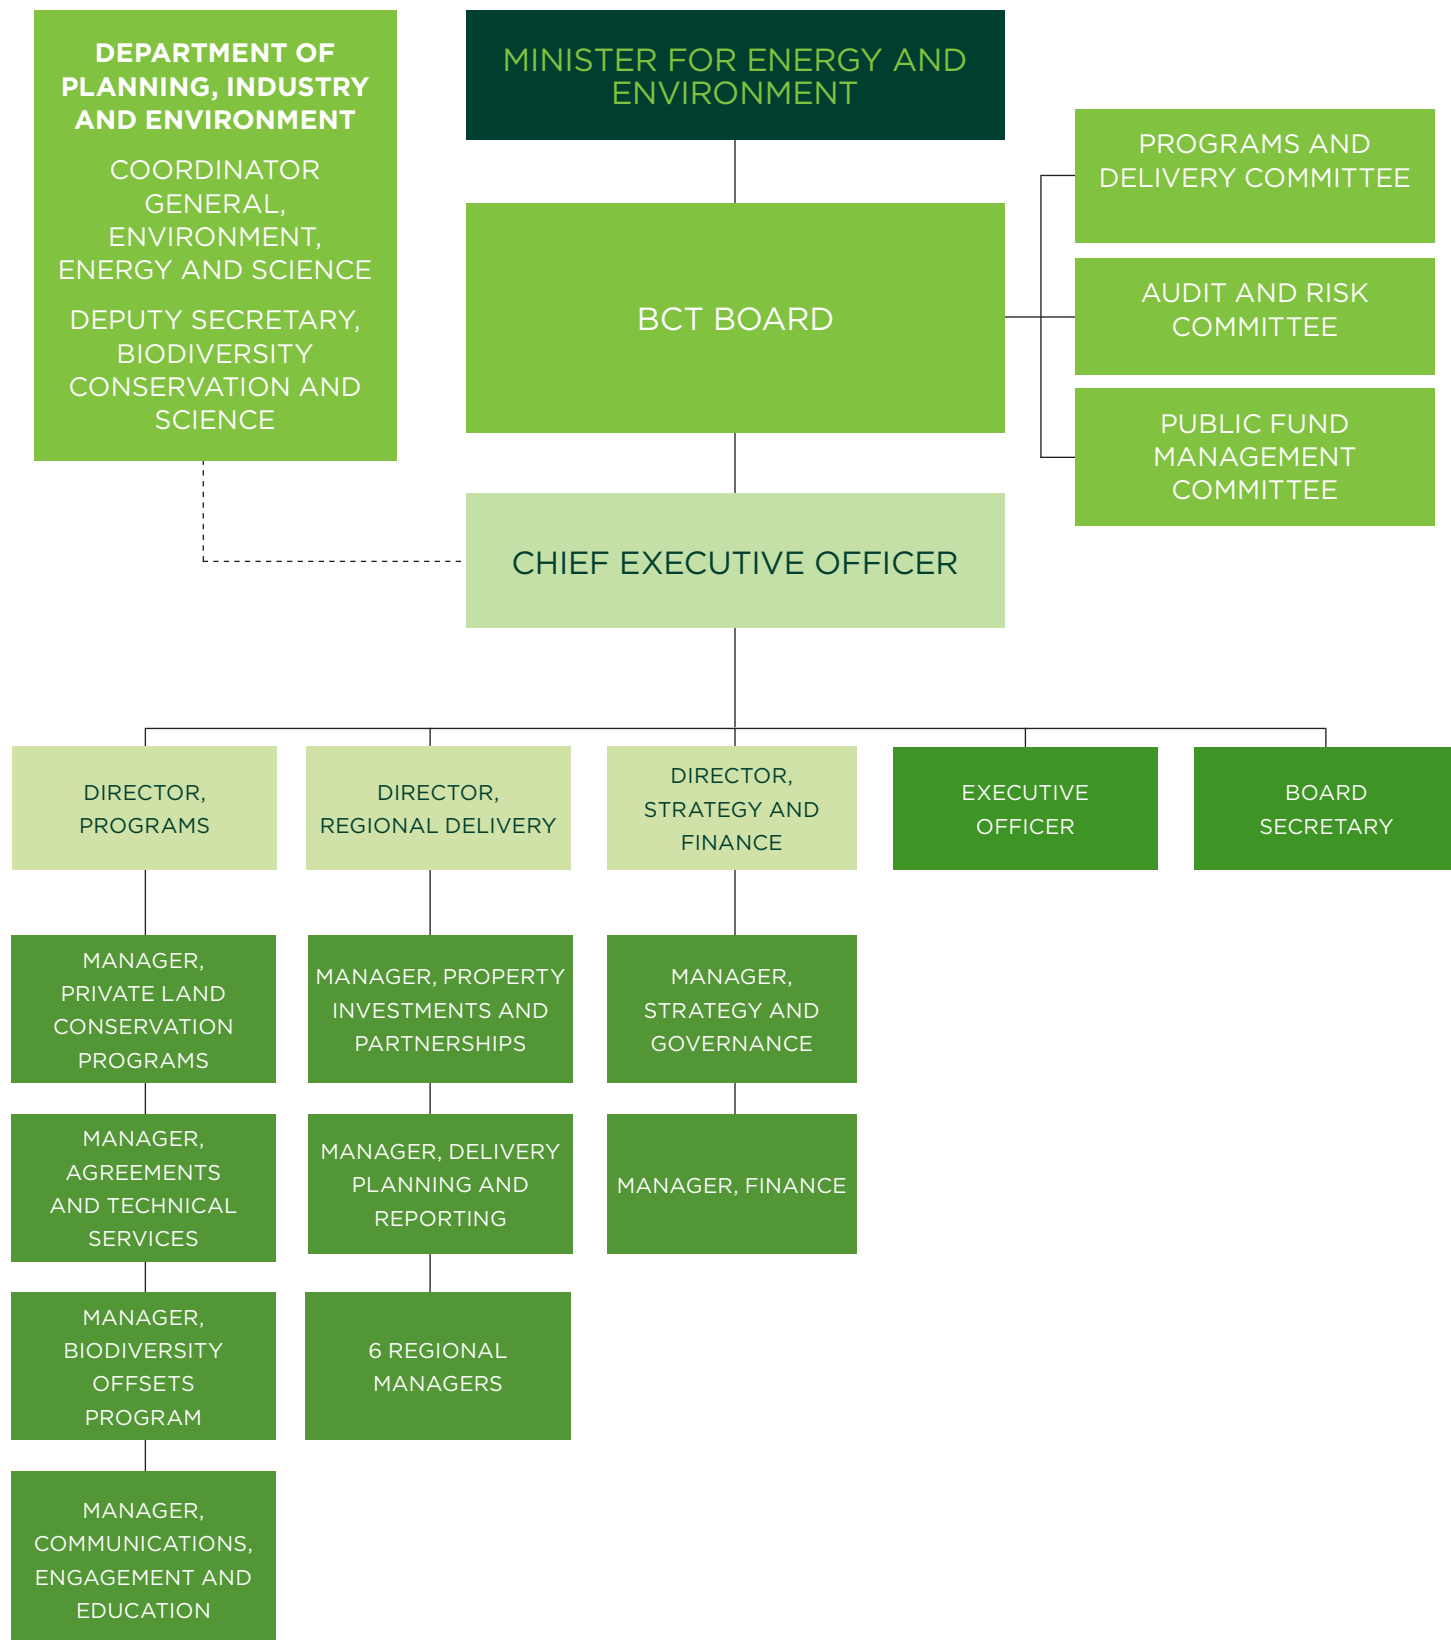 DEPARTMENT OF
PLANNING, INDUSTRY
AND ENVIRONMENT
COORDINATOR
GENERAL,
ENVIRONMENT,
ENERGY AND SCIENCE
DEPUTY SECRETARY,
BIODIVERSITY
CONSERVATION AND
SCIENCE
MINISTER FOR ENERGY AND
ENVIRONMENT
BCT BOARD
PROGRAMS AND
DELIVERY COMMITTEE
AUDIT AND RISK
COMMITTEE
PUBLIC FUND
MANAGEMENT
COMMITTEE
CHIEF EXECUTIVE OFFICER
DIRECTOR,
PROGRAMS
DIRECTOR,
REGIONAL DELIVERY
DIRECTOR,
STRATEGY AND
FINANCE
EXECUTIVE
OFFICER
BOARD
SECRETARY
MANAGER,
PRIVATE LAND
CONSERVATION
PROGRAMS
MANAGER, PROPERTY
INVESTMENTS AND
PARTNERSHIPS
MANAGER,
STRATEGY AND
GOVERNANCE
MANAGER,
AGREEMENTS
AND TECHNICAL
SERVICES
MANAGER, DELIVERY
PLANNING AND
REPORTING
MANAGER, FINANCE
MANAGER,
BIODIVERSITY
OFFSETS
PROGRAM
6 REGIONAL
MANAGERS
MANAGER,
COMMUNICATIONS,
ENGAGEMENT AND
EDUCATION